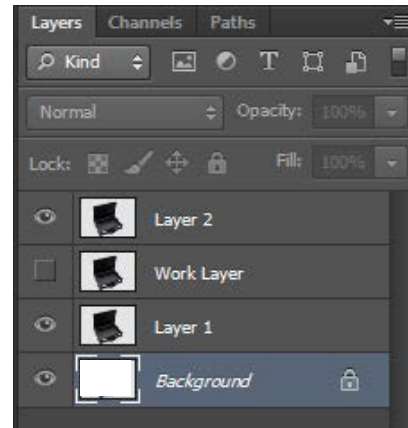 Layers Channels Paths
Kind T
Normal Opacity: 100%
Lock: Fill: 100%
Layer 2
Work Layer
Layer 1
Background